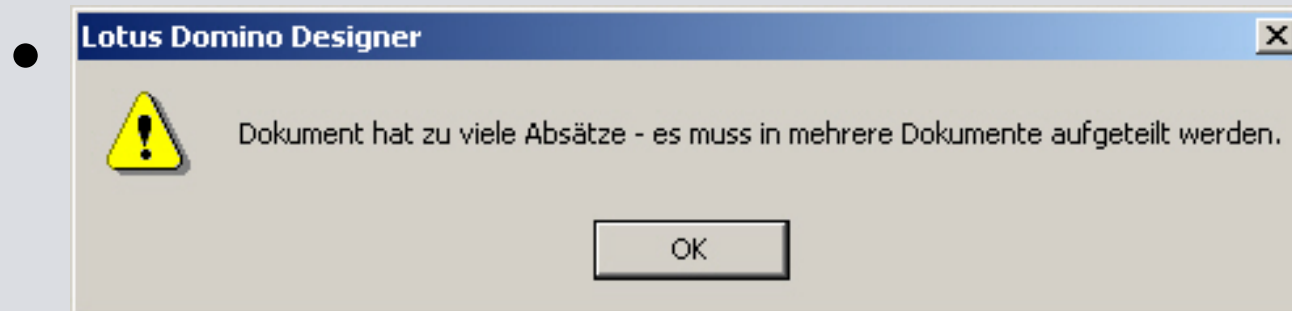 Lotus Domino Designer
Dokument hat zu viele Absätze - es muss in mehrere Dokumente aufgeteilt werden.
OK